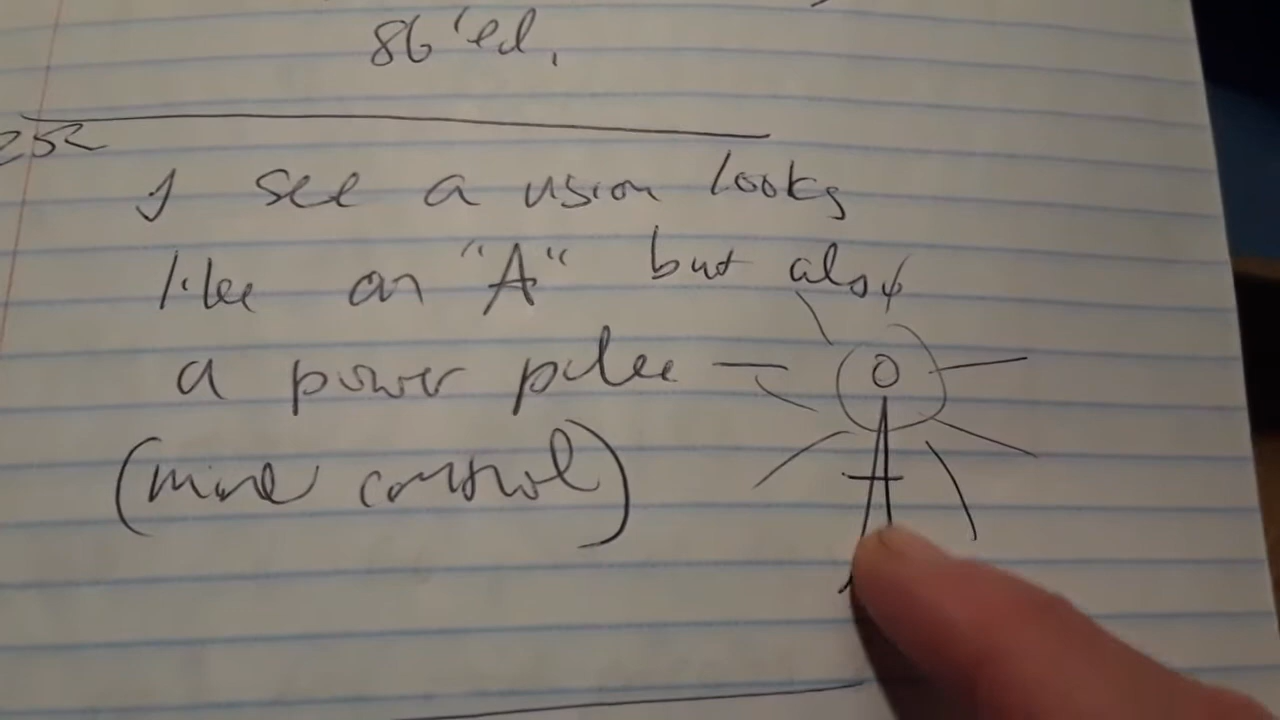 86'ed.
252
I see a vision looks
like an "A" but also
a power pole
(mind control)